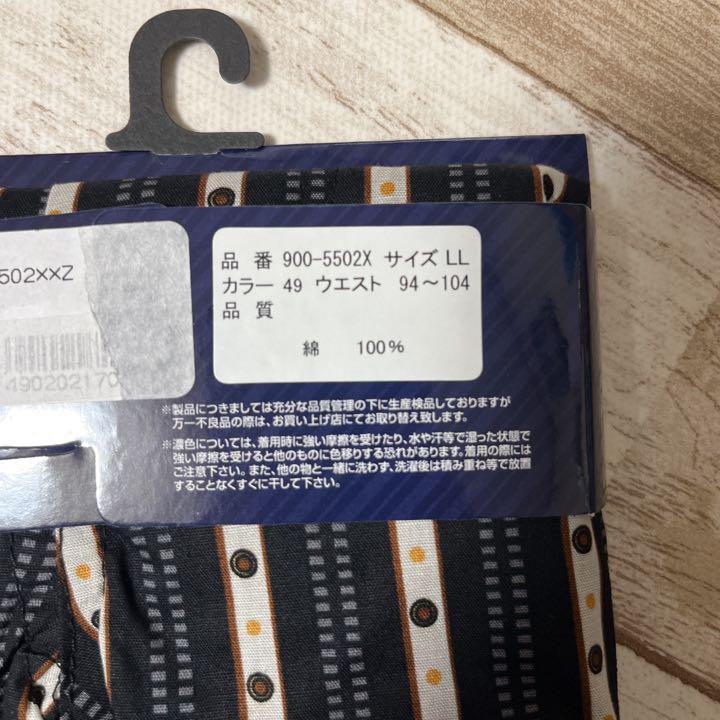 502××Z
490202170
品 番 900-5502X サイズ LL
カラー 49 ウエスト 94～104
品 質
綿 100%
※製品につきましては充分な品質管理の下に生産検品しておりますが
万一不良品の際は、お買い上げ店にてお取り替え致します。
※濃色については、着用時に強い摩擦を受けたり、水や汗等で湿った状態で
強い摩擦を受けると他のものに色移りする恐れがあります。着用の際には
ご注意下さい。また、他の物と一緒に洗わず、洗濯後は積み重ね等で放置
することなくすぐに干して下さい。